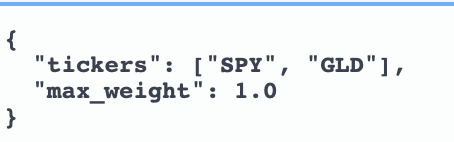 {
  "tickers": ["SPY", "GLD"],
  "max_weight": 1.0
}